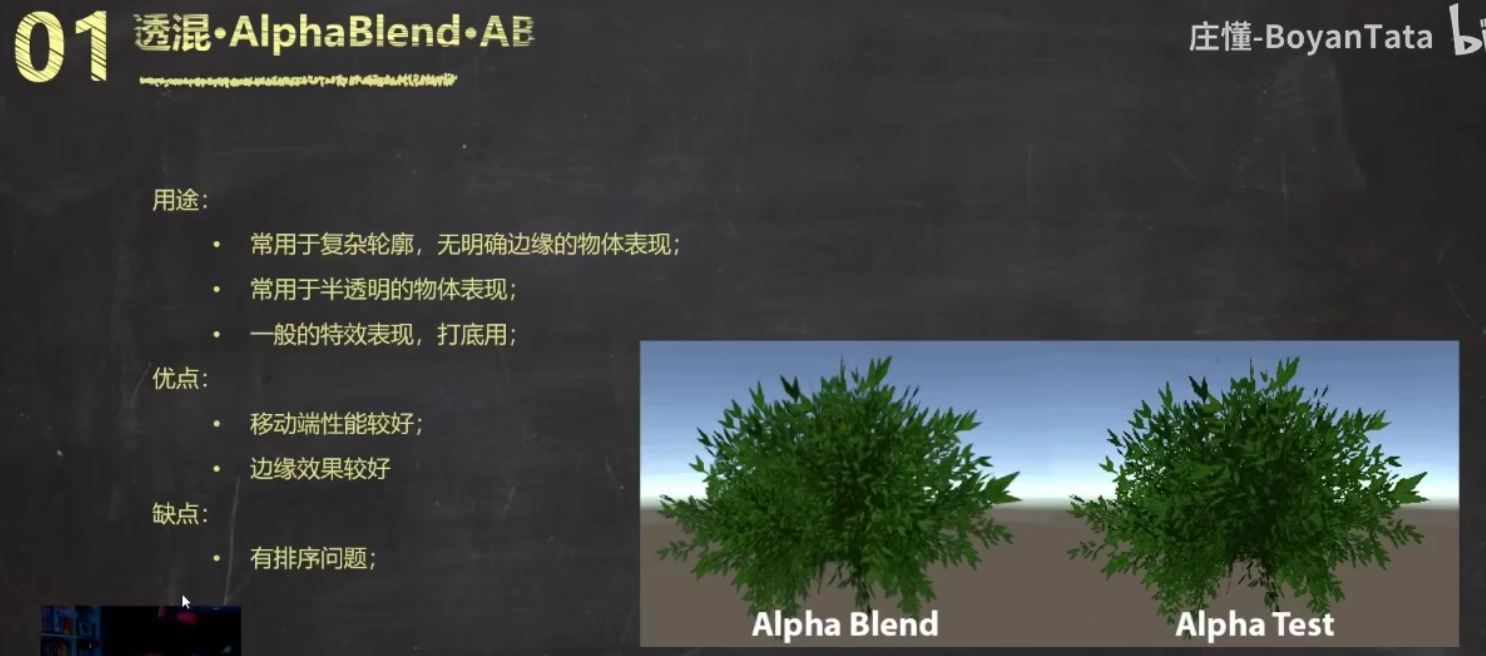 01 透混•AlphaBlend•AB
庄懂-BoyanTata
用途：
• 常用于复杂轮廓，无明确边缘的物体表现；
• 常用于半透明的物体表现；
• 一般的特效表现，打底用；
优点：
• 移动端性能较好；
• 边缘效果较好
缺点：
• 有排序问题；
Alpha Blend
Alpha Test